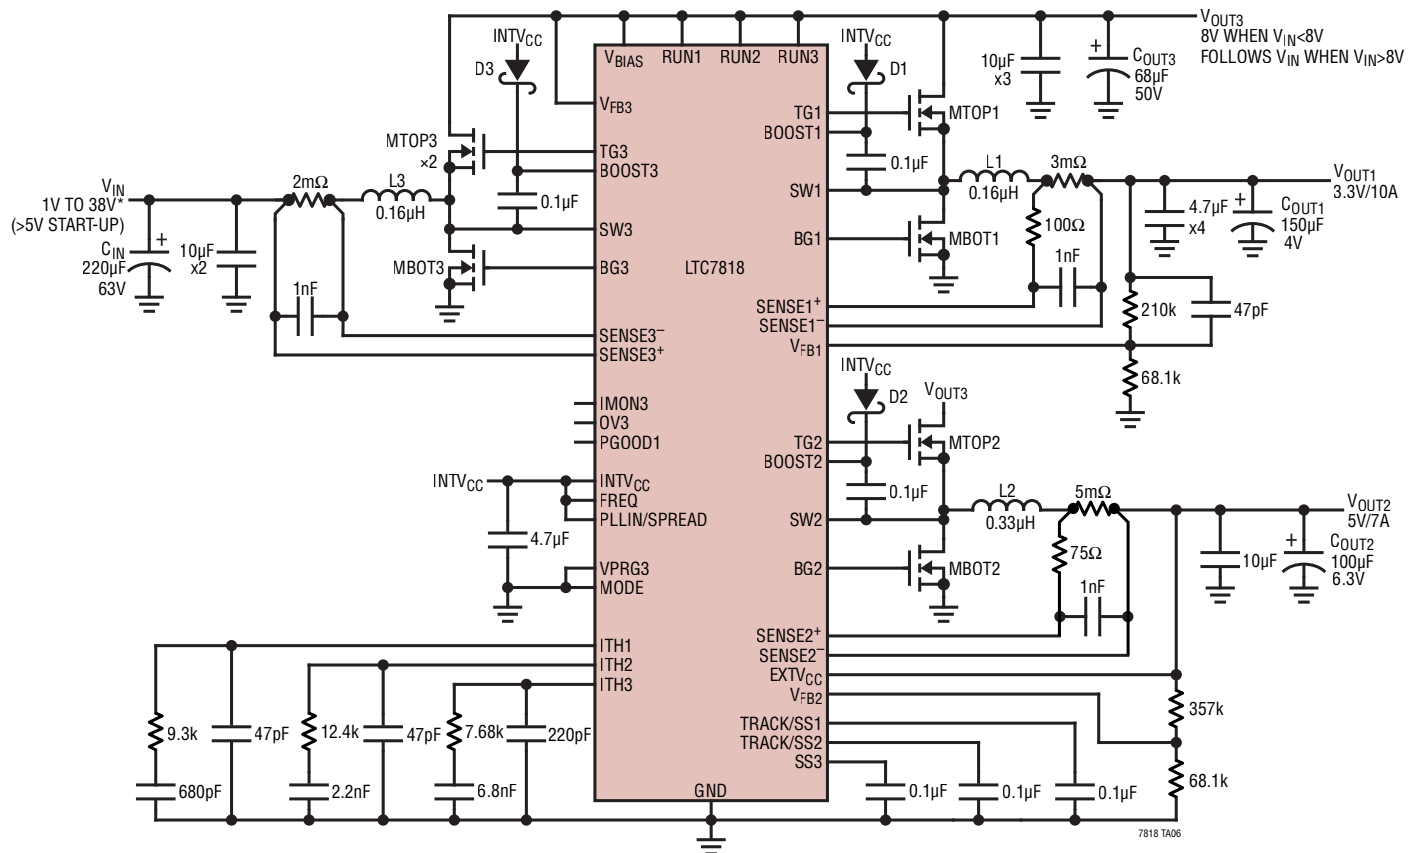 INTVCC
D3
MTOP3
×2
VIN
1V TO 38V*
(>5V START-UP)
CIN
220µF
63V
10µF
x2
2mΩ
L3
0.16µH
0.1µF
MBOT3
1nF
VBIAS
RUN1
RUN2
RUN3
VFB3
TG3
BOOST3
SW3
BG3
SENSE3–
SENSE3+
IMON3
OV3
PGOOD1
INTVCC
INTVCC
FREQ
PLLIN/SPREAD
4.7µF
VPRG3
MODE
ITH1
ITH2
ITH3
9.3k
47pF
12.4k
47pF
7.68k
220pF
680pF
2.2nF
6.8nF
LTC7818
GND
TG1
BOOST1
SW1
BG1
SENSE1+
SENSE1–
VFB1
TG2
BOOST2
SW2
BG2
SENSE2+
SENSE2–
EXTVCC
VFB2
TRACK/SS1
TRACK/SS2
SS3
INTVCC
D1
0.1µF
MTOP1
MBOT1
10µF
x3
COUT3
68µF
50V
VOUT3
8V WHEN VIN<8V
FOLLOWS VIN WHEN VIN>8V
L1
0.16µH
3mΩ
100Ω
1nF
4.7µF
x4
COUT1
150µF
4V
VOUT1
3.3V/10A
210k
47pF
68.1k
INTVCC
D2
0.1µF
VOUT3
MTOP2
MBOT2
L2
0.33µH
5mΩ
75Ω
1nF
10µF
COUT2
100µF
6.3V
VOUT2
5V/7A
357k
68.1k
0.1µF
0.1µF
0.1µF
7818 TA06